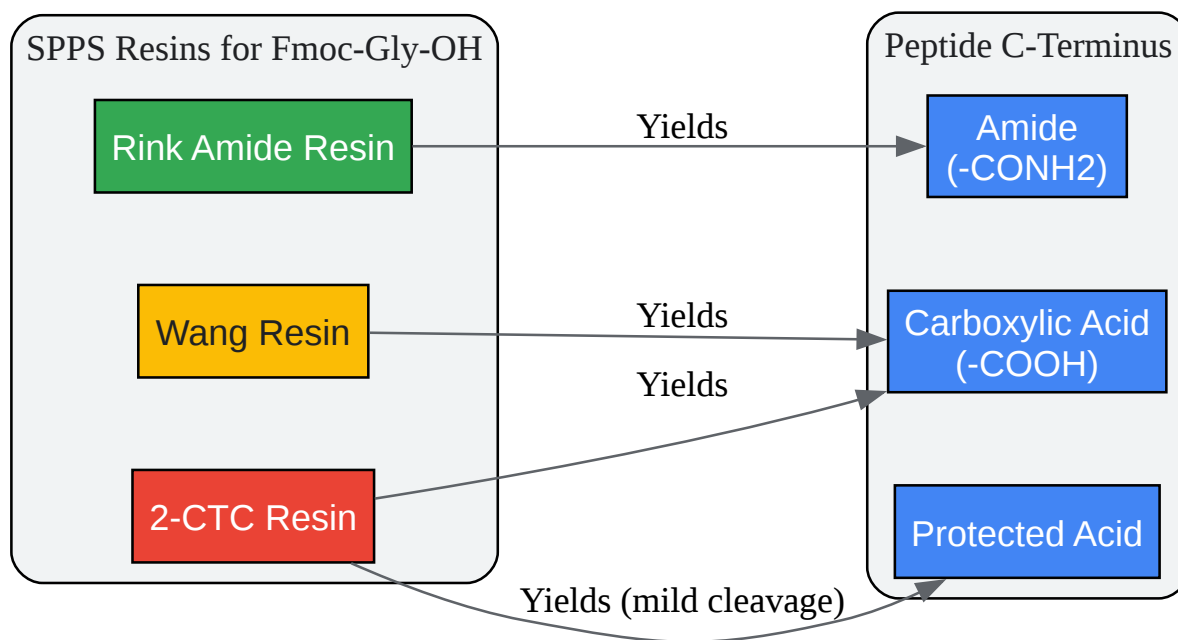 SPPS Resins for Fmoc-Gly-OH
Peptide C-Terminus
Rink Amide Resin
Yields
Amide
(-CONH2)
Wang Resin
Yields
Carboxylic Acid
(-COOH)
Yields
2-CTC Resin
Protected Acid
Yields (mild cleavage)